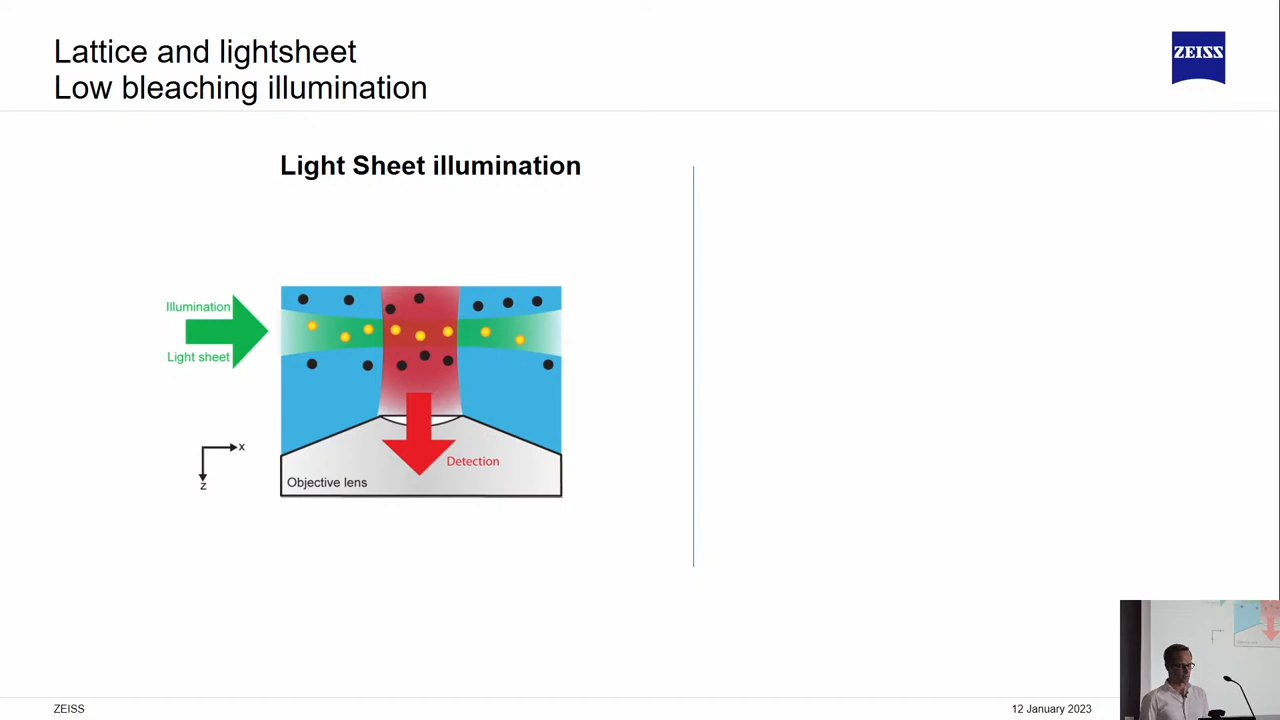 Lattice and lightsheet
Low bleaching illumination
ZEISS
Light Sheet illumination
Illumination
Light sheet
x
z
Detection
Objective lens
ZEISS
12 January 2023